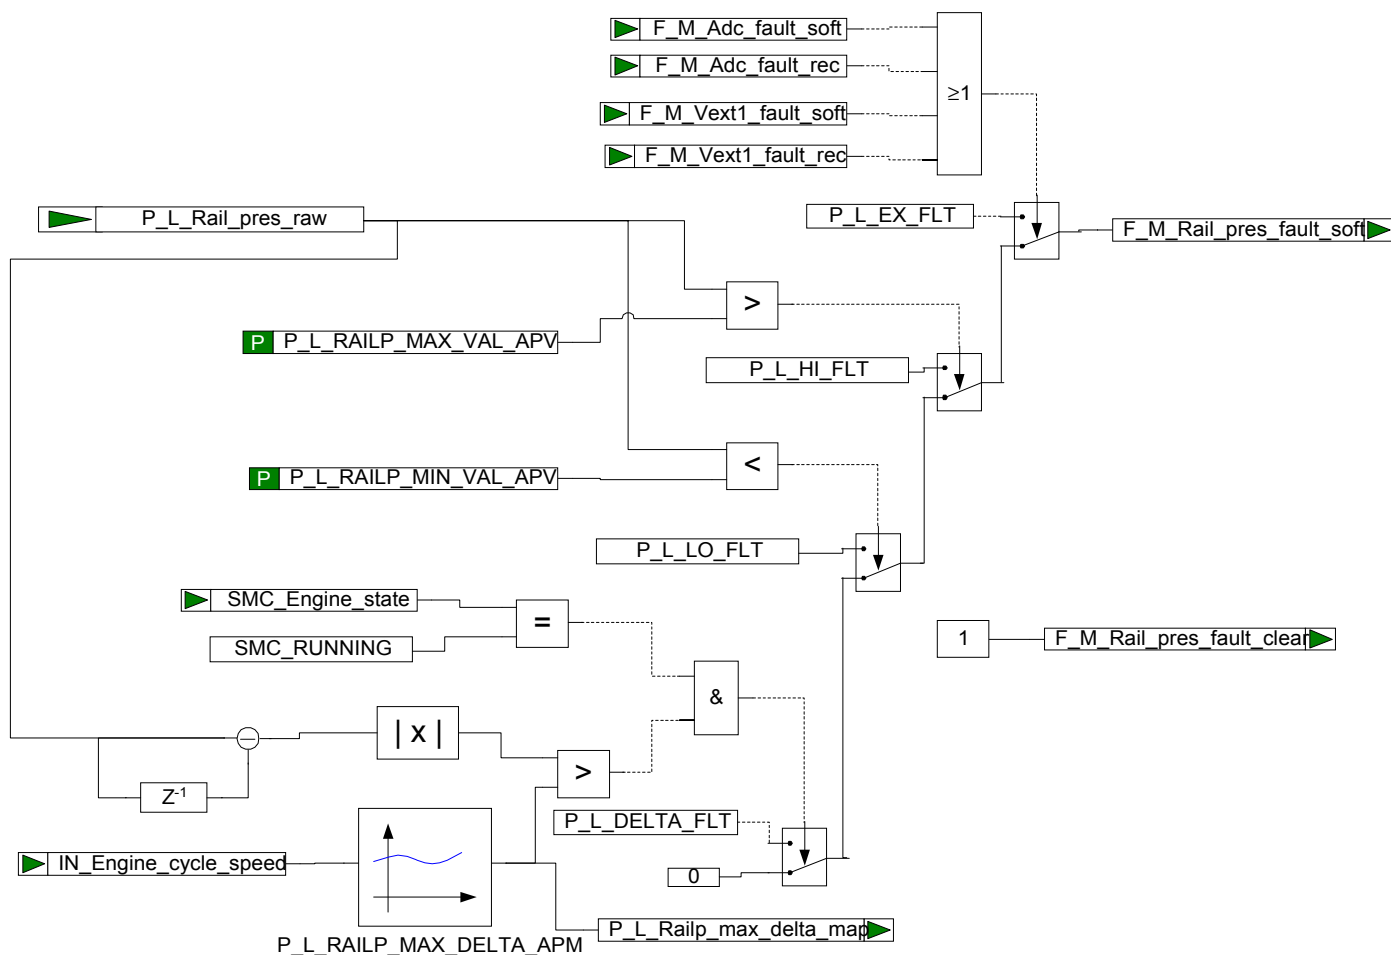 F_M_Adc_fault_soft
F_M_Adc_fault_rec
≥1
F_M_Vext1_fault_soft
F_M_Vext1_fault_rec
P_L_Rail_pres_raw
P_L_EX_FLT
F_M_Rail_pres_fault_soft
>
P P_L_RAILP_MAX_VAL_APV
P_L_HI_FLT
<
P P_L_RAILP_MIN_VAL_APV
P_L_LO_FLT
SMC_Engine_state
=
SMC_RUNNING
1
F_M_Rail_pres_fault_clear
&
| x |
>
Z-1
P_L_DELTA_FLT
IN_Engine_cycle_speed
0
P_L_Railp_max_delta_map
P_L_RAILP_MAX_DELTA_APM